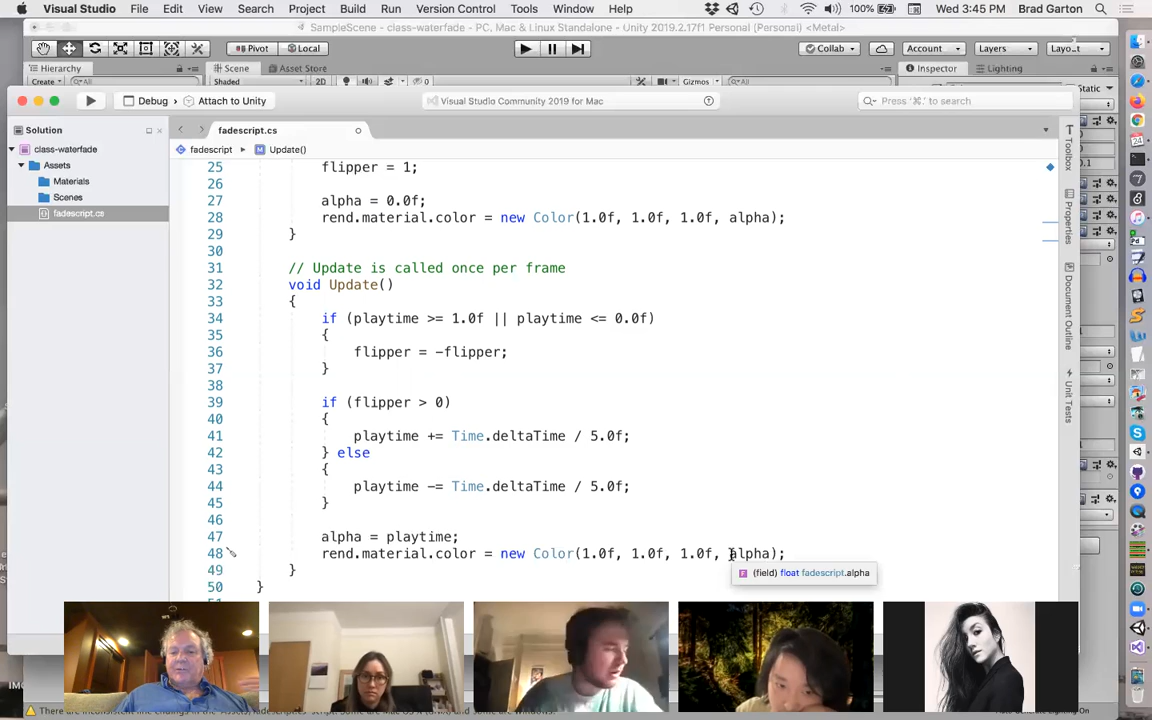 Visual Studio File Edit View Search Project Build Run Version Control Tools Window Help 100% Wed 3:45 PM Brad Garton
SampleScene - class-waterfade - PC, Mac & Linux Standalone - Unity 2019.2.17f1 Personal (Personal) <Metal>
Pivot Local Collab Account Layers
Hierarchy Scene Asset Store Inspector Lighting
Create Shaded 2D Gizmos All Static
Debug > Attach to Unity Visual Studio Community 2019 for Mac Press '⌘.' to search
Solution fadescript.cs
class-waterfade fadescript Update()
Assets
Materials
Scenes
fadescript.cs
Toolbox
Properties
Document Outline
Unit Tests
25 flipper = 1;
26
27 alpha = 0.0f;
28 rend.material.color = new Color(1.0f, 1.0f, 1.0f, alpha);
29 }
30
31 // Update is called once per frame
32 void Update()
33 {
34 if (playtime >= 1.0f || playtime <= 0.0f)
35 {
36 flipper = -flipper;
37 }
38
39 if (flipper > 0)
40 {
41 playtime += Time.deltaTime / 5.0f;
42 } else
43 {
44 playtime -= Time.deltaTime / 5.0f;
45 }
46
47 alpha = playtime;
48 rend.material.color = new Color(1.0f, 1.0f, 1.0f, alpha);
49 }
50 }
(field) float fadescript.alpha